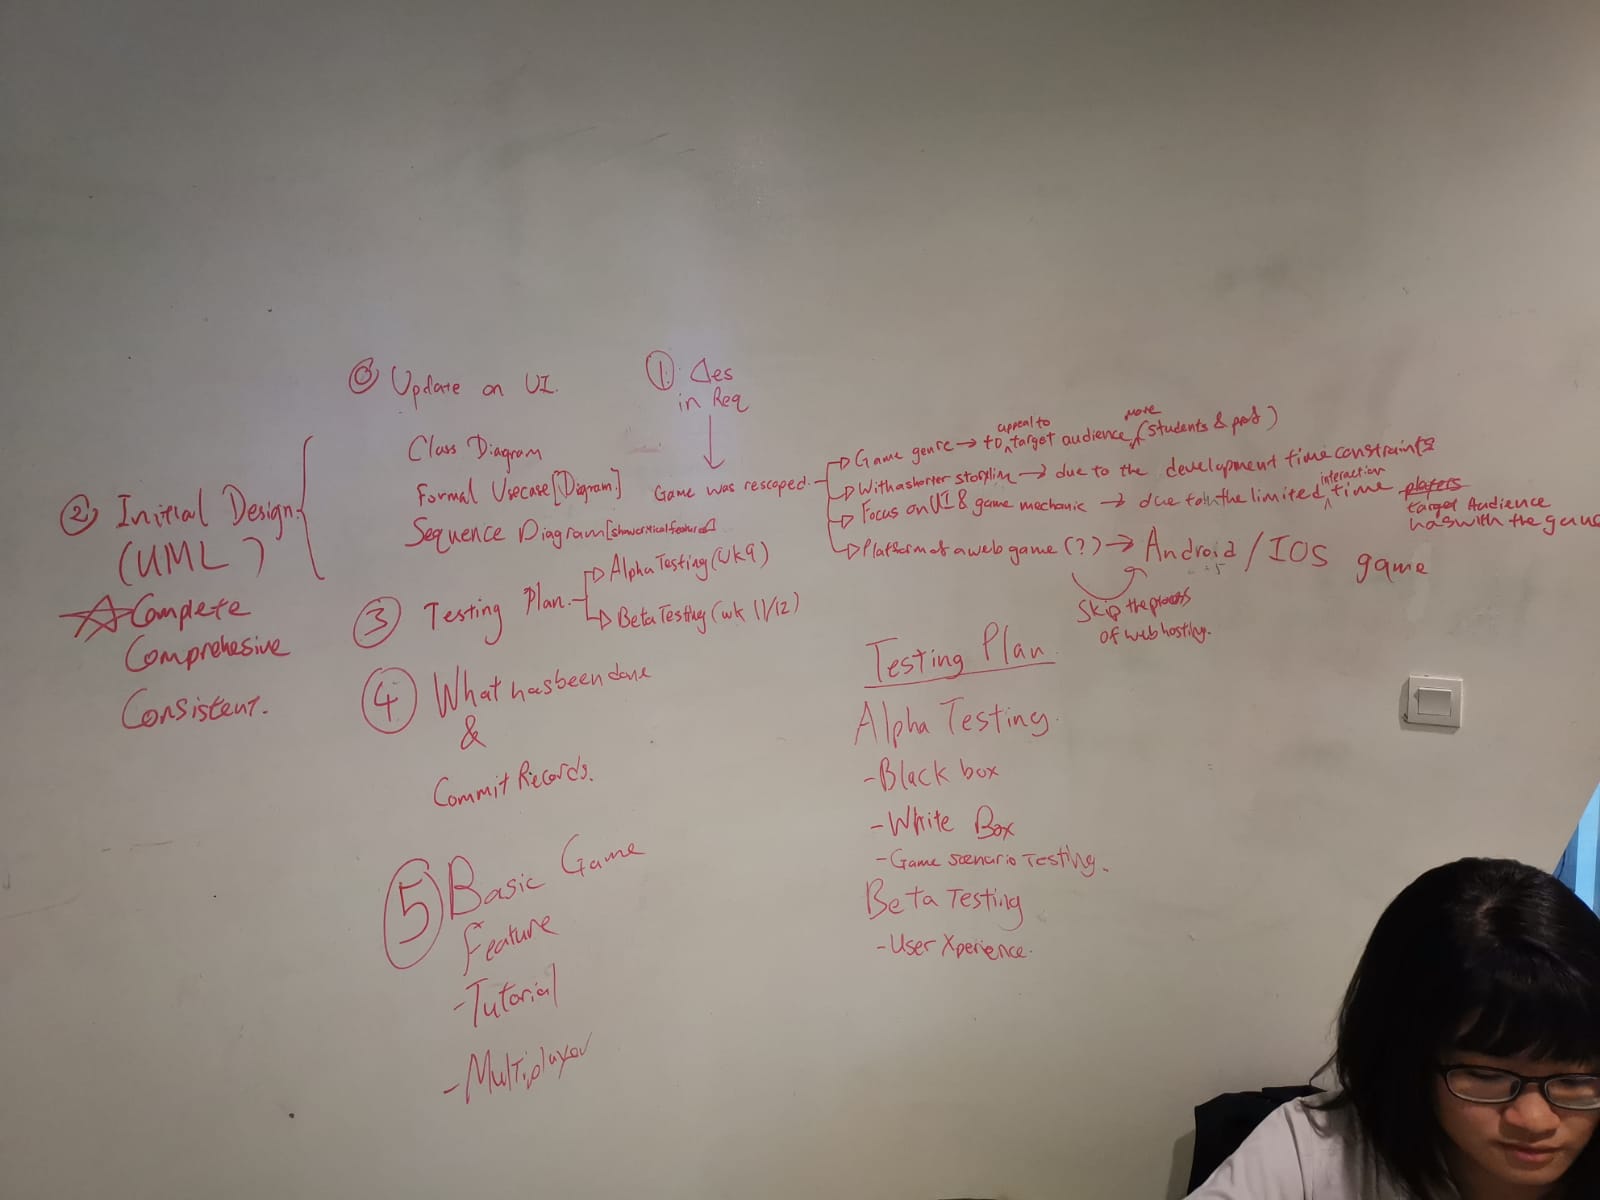 ⓪ Update on UI.
① Δes
in Req
② Initial Design.
(UML)
☆ Complete
Comprehesive
Consistent.
Class Diagram
Formal Usecase [Diagram.]
Sequence Diagram
Game was rescoped.
Game genre → to target audience (students & prof)
appeal to
more
With a shorter storyline → due to the development time constraints
Focus on UI & game mechanic → due to the limited time
interaction
players
target Audience
has with the game
Platform of a web game (?) → Android / IOS game
Skip the process
of web hosting.
③ Testing Plan.
Alpha Testing (wk 9)
Beta Testing (wk 11/12)
④ What has been done
&
Commit Records.
⑤ Basic Game
Feature
- Tutorial
- Multiplayer
Testing Plan
Alpha Testing.
- Black box
- White Box
- Game scenario Testing.
Beta Testing
- User Xperience.